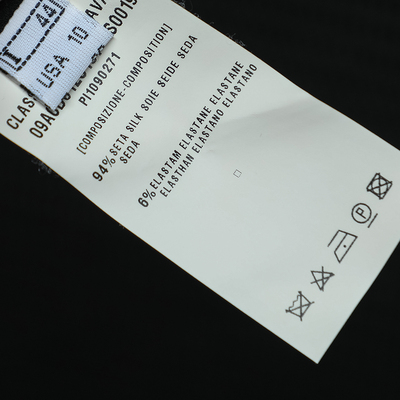 IT 44
USA 10
CLAS
PI1090271
[COMPOSIZIONE-COMPOSITION]
94% SETA SILK SOIE SEIDE SEDA
SEDA
6% ELASTAM ELASTANE ELASTANE
ELASTHAN ELASTANO ELASTANO
P